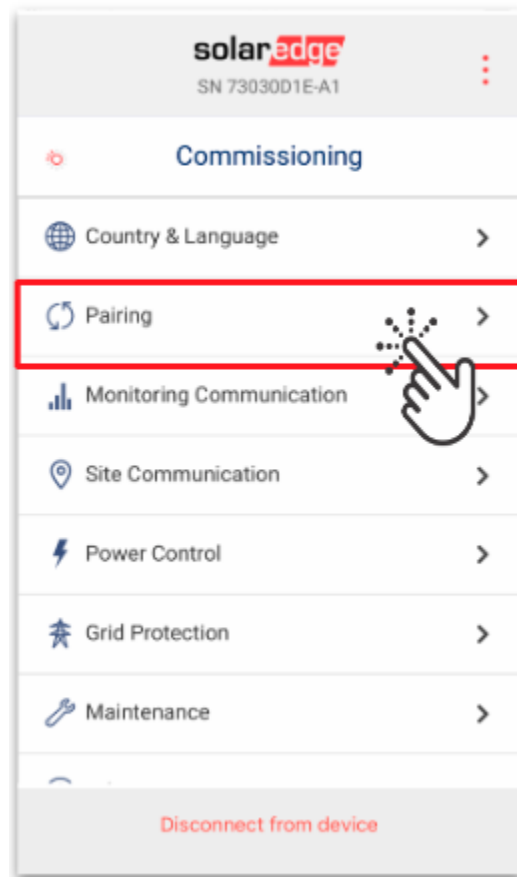 solaredge
SN 73030D1E-A1
Commissioning
Country & Language
Pairing
Monitoring Communication
Site Communication
Power Control
Grid Protection
Maintenance
Disconnect from device